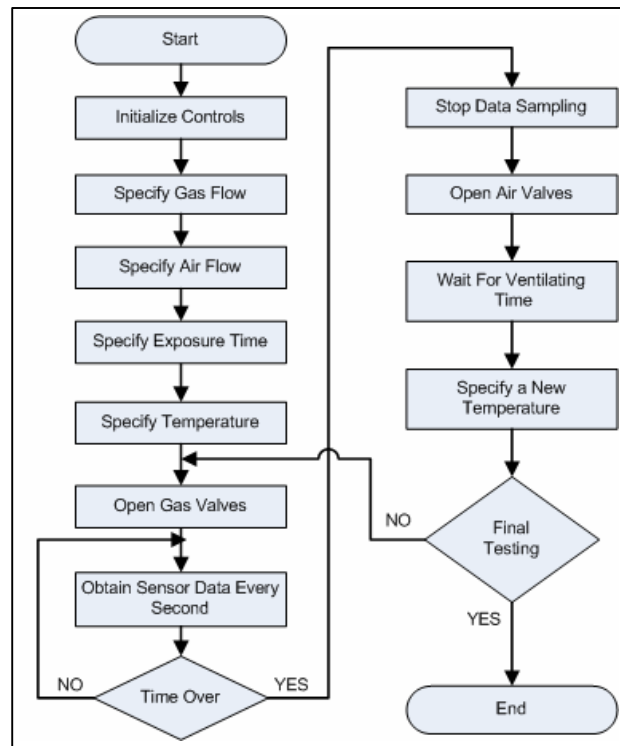 Start
Initialize Controls
Specify Gas Flow
Specify Air Flow
Specify Exposure Time
Specify Temperature
Open Gas Valves
Obtain Sensor Data Every
Second
NO
Time Over
YES
Stop Data Sampling
Open Air Valves
Wait For Ventilating
Time
Specify a New
Temperature
NO
Final
Testing
YES
End